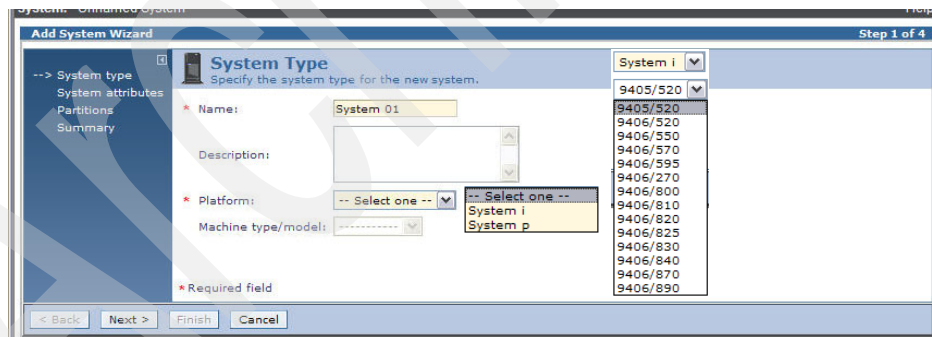 System: Unnamed System
Help
Add System Wizard
Step 1 of 4
--> System type
System attributes
Partitions
Summary
System Type
Specify the system type for the new system.
* Name:
System 01
Description:
* Platform:
-- Select one --
Machine type/model:
-----------
* Required field
-- Select one --
System i
System p
System i
9405/520
9405/520
9406/520
9406/550
9406/570
9406/595
9406/270
9406/800
9406/810
9406/820
9406/825
9406/830
9406/840
9406/870
9406/890
< Back
Next >
Finish
Cancel